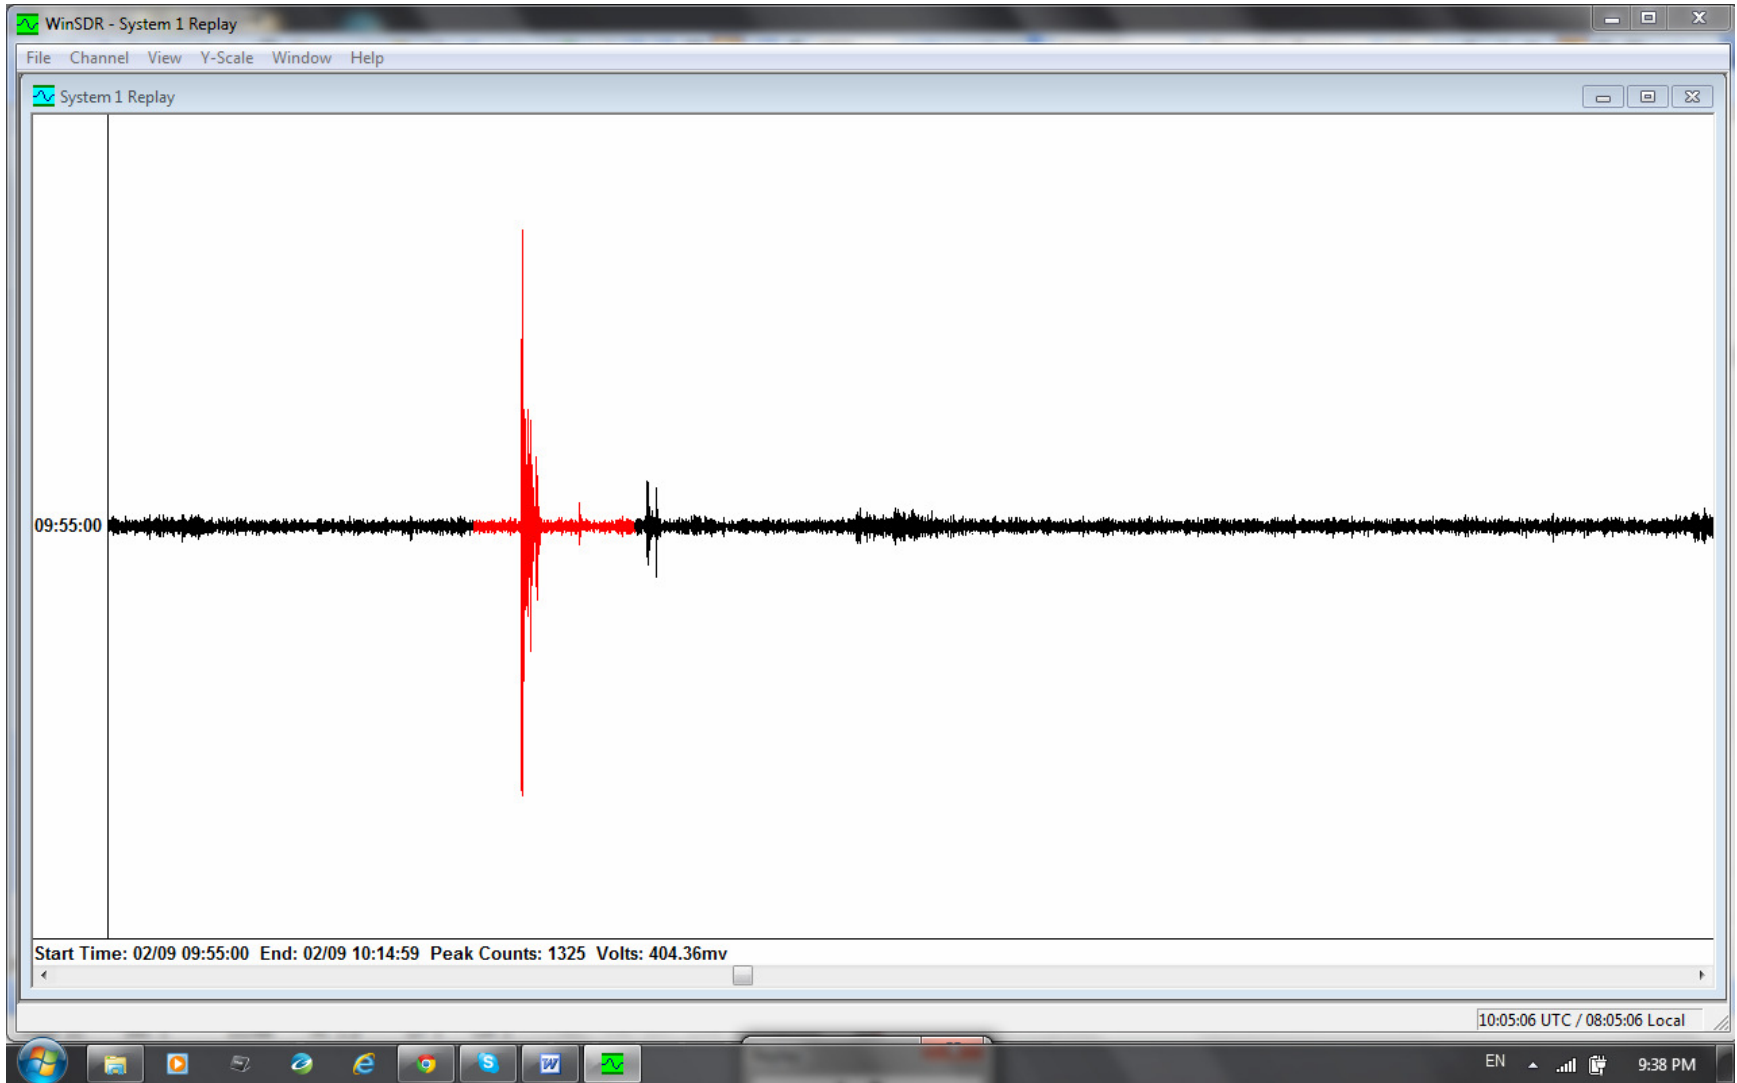 WinSDR - System 1 Replay
File Channel View Y-Scale Window Help
System 1 Replay
09:55:00
Start Time: 02/09 09:55:00 End: 02/09 10:14:59 Peak Counts: 1325 Volts: 404.36mv
10:05:06 UTC / 08:05:06 Local
EN 9:38 PM